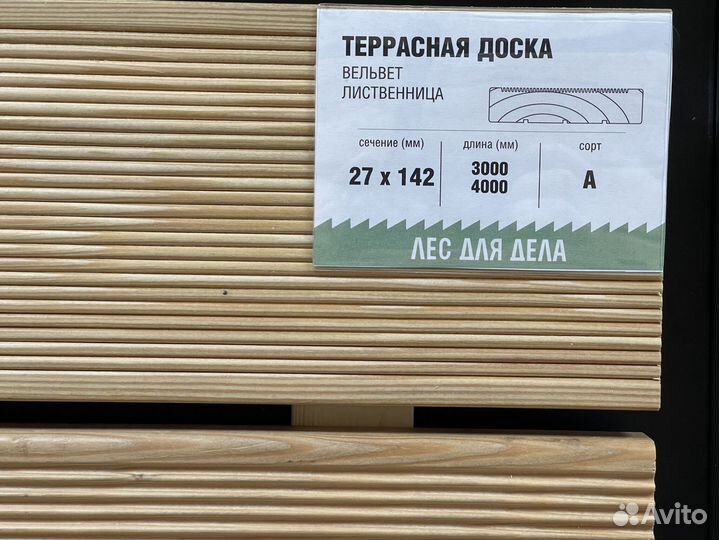 ТЕРРАСНАЯ ДОСКА
ВЕЛЬВЕТ
ЛИСТВЕННИЦА
сечение (мм) длина (мм) сорт
27 х 142 3000 А
4000
ЛЕС ДЛЯ ДЕЛА
Avito